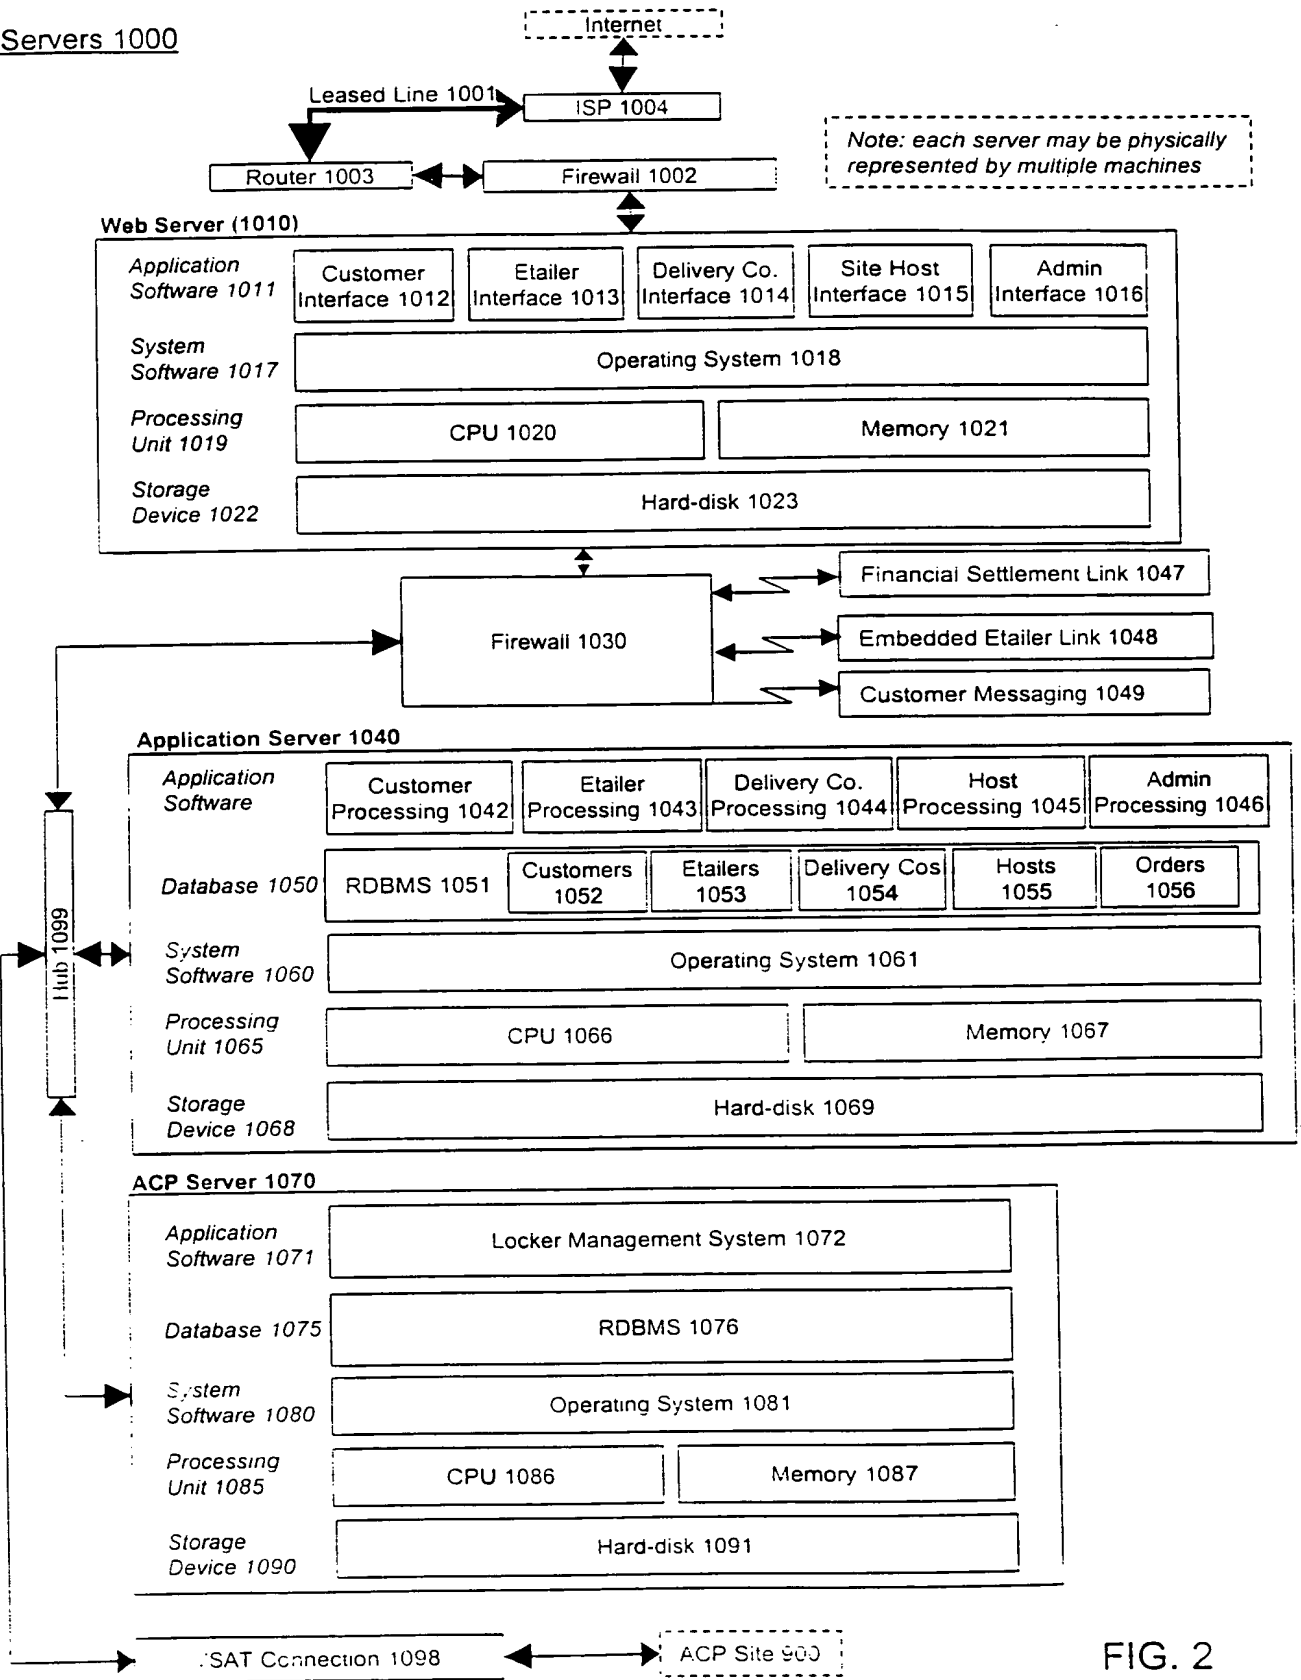 Servers 1000
Internet
Leased Line 1001
ISP 1004
Note: each server may be physically
represented by multiple machines
Router 1003
Firewall 1002
Web Server (1010)
Application
Software 1011
Customer
Interface 1012
Etailer
Interface 1013
Delivery Co.
Interface 1014
Site Host
Interface 1015
Admin
Interface 1016
System
Software 1017
Operating System 1018
Processing
Unit 1019
CPU 1020
Memory 1021
Storage
Device 1022
Hard-disk 1023
Firewall 1030
Financial Settlement Link 1047
Embedded Etailer Link 1048
Customer Messaging 1049
Application Server 1040
Application
Software
Customer
Processing 1042
Etailer
Processing 1043
Delivery Co.
Processing 1044
Host
Processing 1045
Admin
Processing 1046
Database 1050
RDBMS 1051
Customers
1052
Etailers
1053
Delivery Cos
1054
Hosts
1055
Orders
1056
Hub 1099
System
Software 1060
Operating System 1061
Processing
Unit 1065
CPU 1066
Memory 1067
Storage
Device 1068
Hard-disk 1069
ACP Server 1070
Application
Software 1071
Locker Management System 1072
Database 1075
RDBMS 1076
System
Software 1080
Operating System 1081
Processing
Unit 1085
CPU 1086
Memory 1087
Storage
Device 1090
Hard-disk 1091
Connection 1098
ACP Site 900
FIG. 2